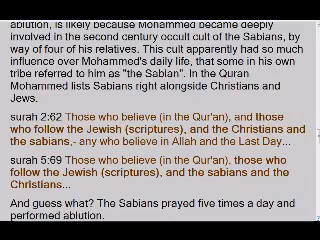 ablution, is likely because Mohammed became deeply
involved in the second century occult cult of the Sabians, by
way of four of his relatives. This cult apparently had so much
influence over Mohammed's daily life, that some in his own
tribe referred to him as "the Sabian". In the Quran
Mohammed lists Sabians right alongside Christians and
Jews.
surah 2:62 Those who believe (in the Qur'an), and those
who follow the Jewish (scriptures), and the Christians and
the sabians,- any who believe in Allah and the Last Day...
surah 5:69 Those who believe (in the Qur'an), those who
follow the Jewish (scriptures), and the sabians and the
Christians...
And guess what? The Sabians prayed five times a day and
performed ablution.